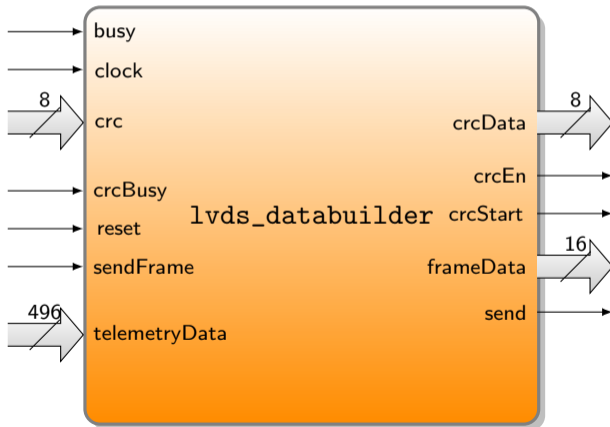 busy
clock
8
crc
8
crcData
crcBusy
crcEn
reset
lvds_databuilder
crcStart
sendFrame
16
frameData
496
telemetryData
send